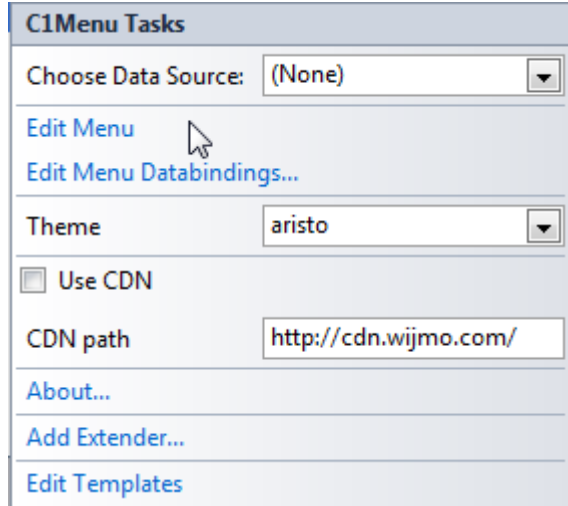 C1Menu Tasks
Choose Data Source: (None)
Edit Menu
Edit Menu Databindings...
Theme aristo
Use CDN
CDN path http://cdn.wijmo.com/
About...
Add Extender...
Edit Templates